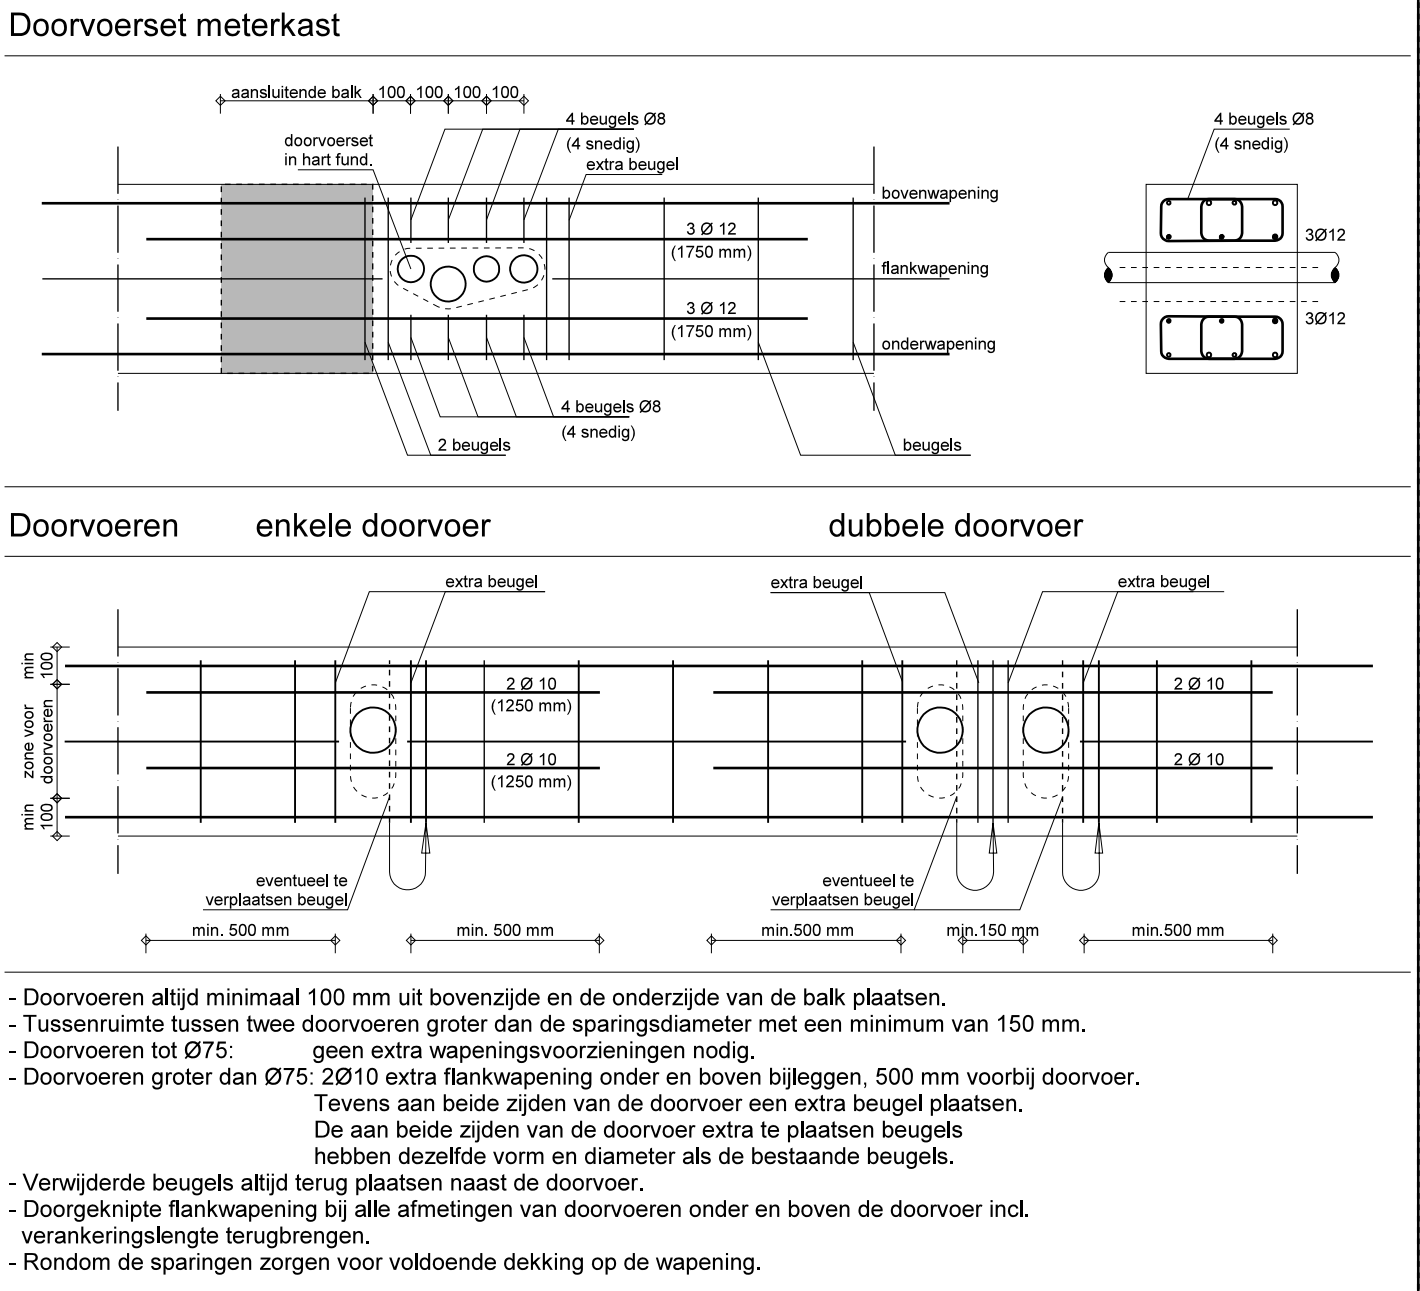 Doorvoerset meterkast
aansluitende balk 100 100 100 100
4 beugels Ø8
(4 snedig)
doorvoerset
in hart fund.
extra beugel
4 beugels Ø8
(4 snedig)
bovenwapening
3 Ø 12
(1750 mm)
3Ø12
flankwapening
3 Ø 12
(1750 mm)
3Ø12
onderwapening
4 beugels Ø8
(4 snedig)
2 beugels
beugels
Doorvoeren enkele doorvoer dubbele doorvoer
extra beugel
extra beugel
extra beugel
min
100
zone voor
doorvoeren
min
100
2 Ø 10
(1250 mm)
2 Ø 10
2 Ø 10
(1250 mm)
2 Ø 10
eventueel te
verplaatsen beugel
eventueel te
verplaatsen beugel
min. 500 mm
min. 500 mm
min.500 mm
min.150 mm
min.500 mm
- Doorvoeren altijd minimaal 100 mm uit bovenzijde en de onderzijde van de balk plaatsen.
- Tussenruimte tussen twee doorvoeren groter dan de sparingsdiameter met een minimum van 150 mm.
- Doorvoeren tot Ø75: geen extra wapeningsvoorzieningen nodig.
- Doorvoeren groter dan Ø75: 2Ø10 extra flankwapening onder en boven bijleggen, 500 mm voorbij doorvoer.
Tevens aan beide zijden van de doorvoer een extra beugel plaatsen.
De aan beide zijden van de doorvoer extra te plaatsen beugels
hebben dezelfde vorm en diameter als de bestaande beugels.
- Verwijderde beugels altijd terug plaatsen naast de doorvoer.
- Doorgeknipte flankwapening bij alle afmetingen van doorvoeren onder en boven de doorvoer incl.
verankeringslengte terugbrengen.
- Rondom de sparingen zorgen voor voldoende dekking op de wapening.